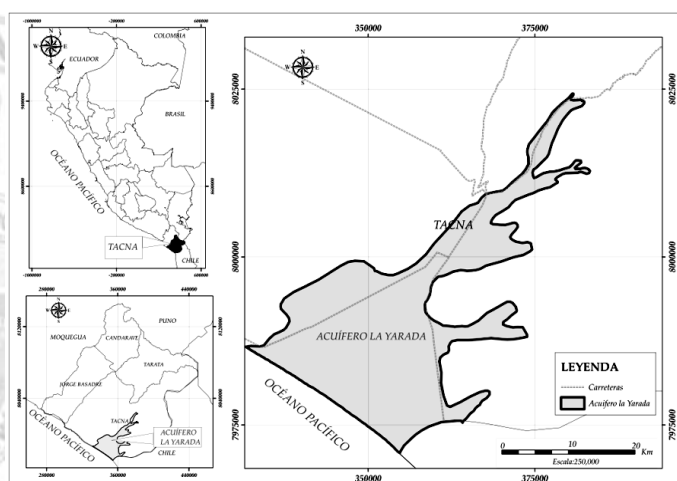 -1000000
-200000
600000
N
W
E
S
COLOMBIA
ECUADOR
BRASIL
OCÉANO PACÍFICO
TACNA
CHILE
-1000000
-200000
600000
280000
360000
440000
8120000
8040000
PUNO
MOQUEGUA
CANDARAVE
TARATA
JORGE BASADRE
TACNA
ACUÍFERO
LA YARADA
OCÉANO PACÍFICO
CHILE
280000
360000
440000
350000
375000
N
W
E
S
8025000
8025000
TACNA
8000000
8000000
ACUÍFERO LA YARADA
OCÉANO PACÍFICO
7975000
7975000
LEYENDA
Carreteras
Acuífero la Yarada
0
10
20
Km
Escala:250,000
350000
375000